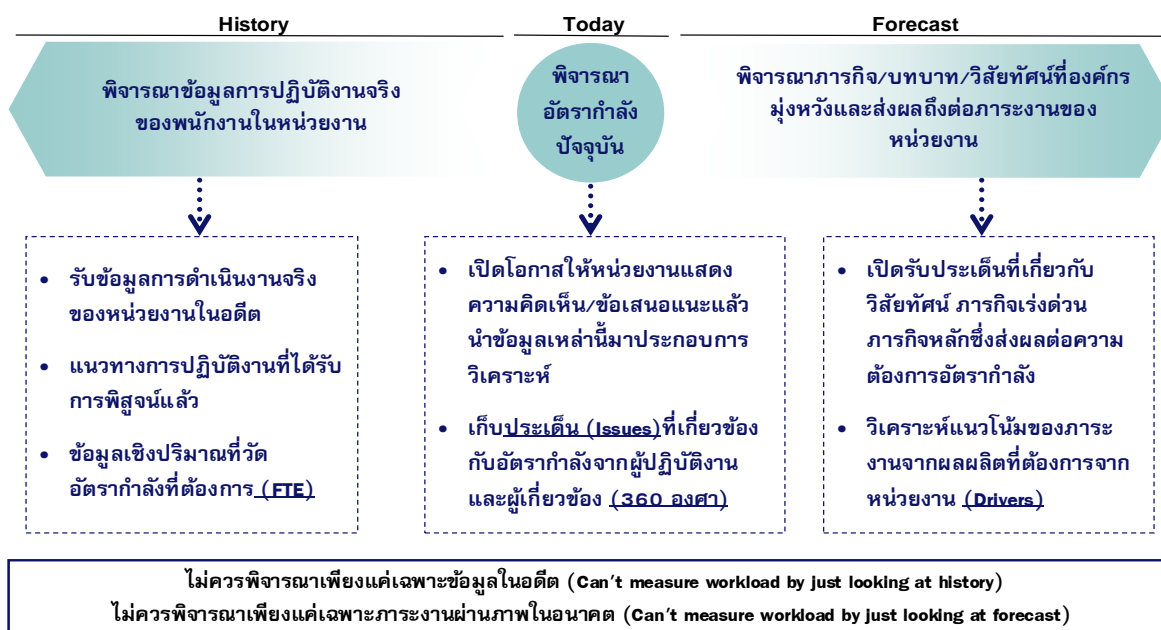 History
Today
Forecast
พิจารณาข้อมูลการปฏิบัติงานจริง
ของพนักงานในหน่วยงาน
พิจารณา
อัตรากำลัง
ปัจจุบัน
พิจารณาภารกิจ/บทบาท/วิสัยทัศน์ที่องค์กร
มุ่งหวังและส่งผลถึงต่อภาระงานของ
หน่วยงาน
• รับข้อมูลการดำเนินงานจริง
ของหน่วยงานในอดีต
• แนวทางการปฏิบัติงานที่ได้รับ
การพิสูจน์แล้ว
• ข้อมูลเชิงปริมาณที่วัด
อัตรากำลังที่ต้องการ (FTE)
• เปิดโอกาสให้หน่วยงานแสดง
ความคิดเห็น/ข้อเสนอแนะแล้ว
นำข้อมูลเหล่านี้มาประกอบการ
วิเคราะห์
• เก็บประเด็น (Issues)ที่เกี่ยวข้อง
กับอัตรากำลังจากผู้ปฏิบัติงาน
และผู้เกี่ยวข้อง (360 องศา)
• เปิดรับประเด็นที่เกี่ยวกับ
วิสัยทัศน์ ภารกิจเร่งด่วน
ภารกิจหลักซึ่งส่งผลต่อความ
ต้องการอัตรากำลัง
• วิเคราะห์แนวโน้มของภาระ
งานจากผลผลิตที่ต้องการจาก
หน่วยงาน (Drivers)
ไม่ควรพิจารณาเพียงแค่เฉพาะข้อมูลในอดีต (Can’t measure workload by just looking at history)
ไม่ควรพิจารณาเพียงแค่เฉพาะภาระงานผ่านภาพในอนาคต (Can’t measure workload by just looking at forecast)